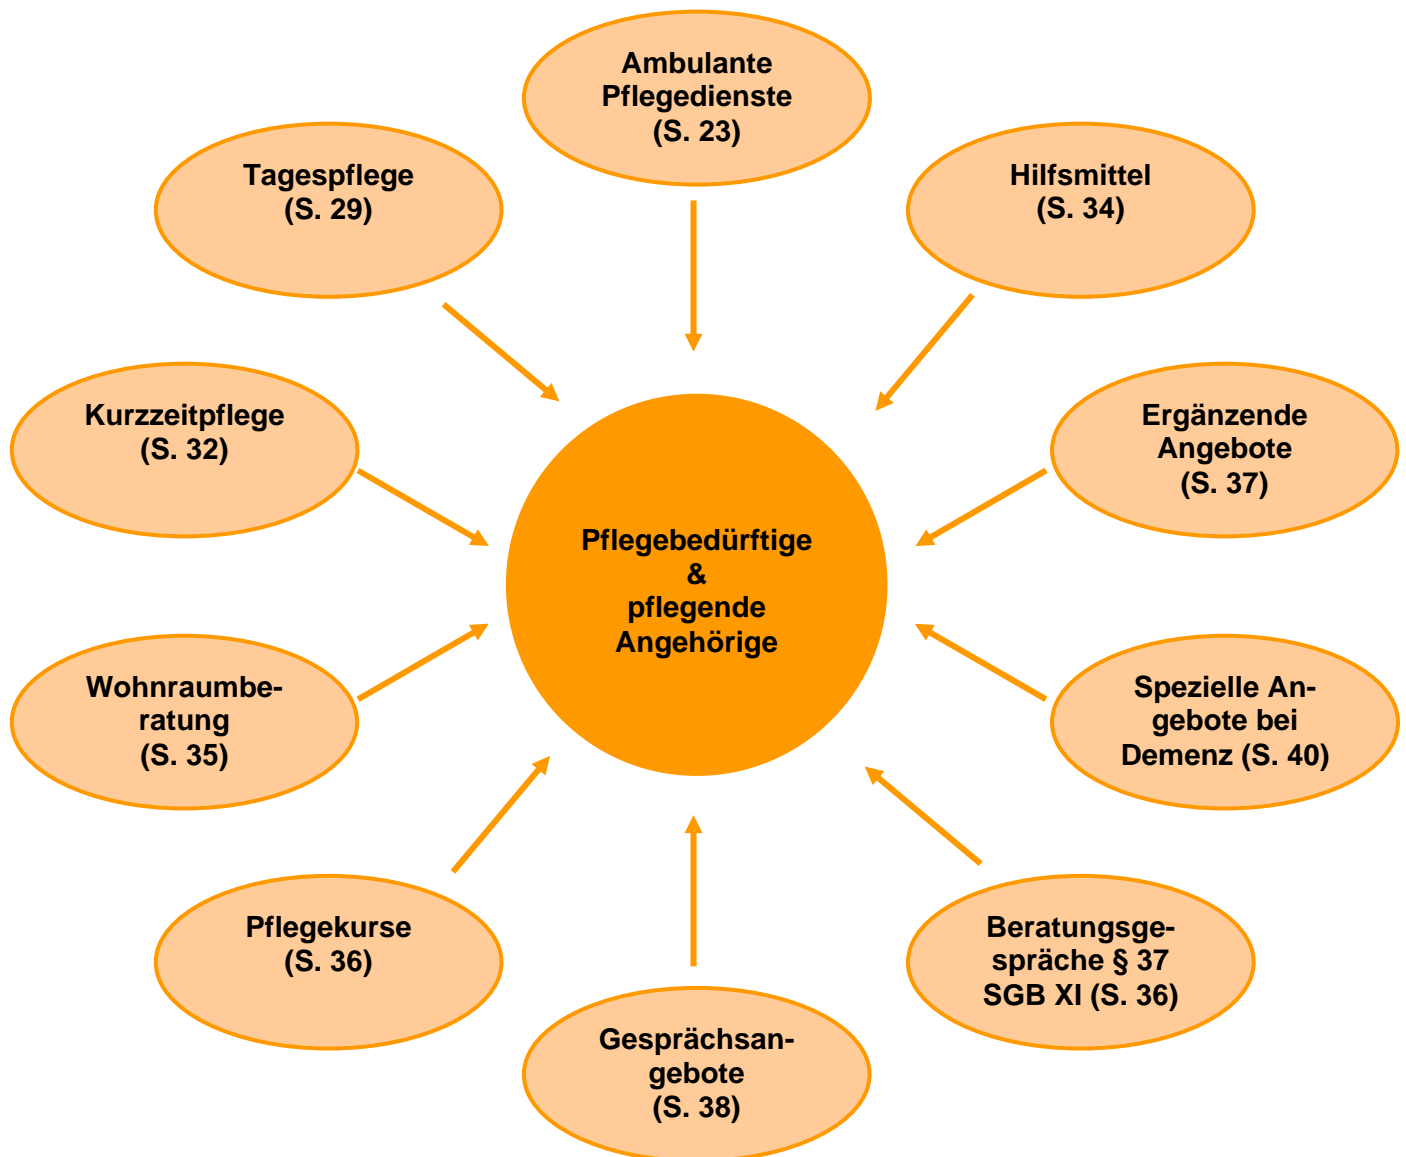 Ambulante
Pflegedienste
(S. 23)
Tagespflege
(S. 29)
Hilfsmittel
(S. 34)
Kurzzeitpflege
(S. 32)
Ergänzende
Angebote
(S. 37)
Pflegebedürftige
&
pflegende
Angehörige
Wohnraumbe-
ratung
(S. 35)
Spezielle An-
gebote bei
Demenz (S. 40)
Pflegekurse
(S. 36)
Beratungsge-
spräche § 37
SGB XI (S. 36)
Gesprächsan-
gebote
(S. 38)